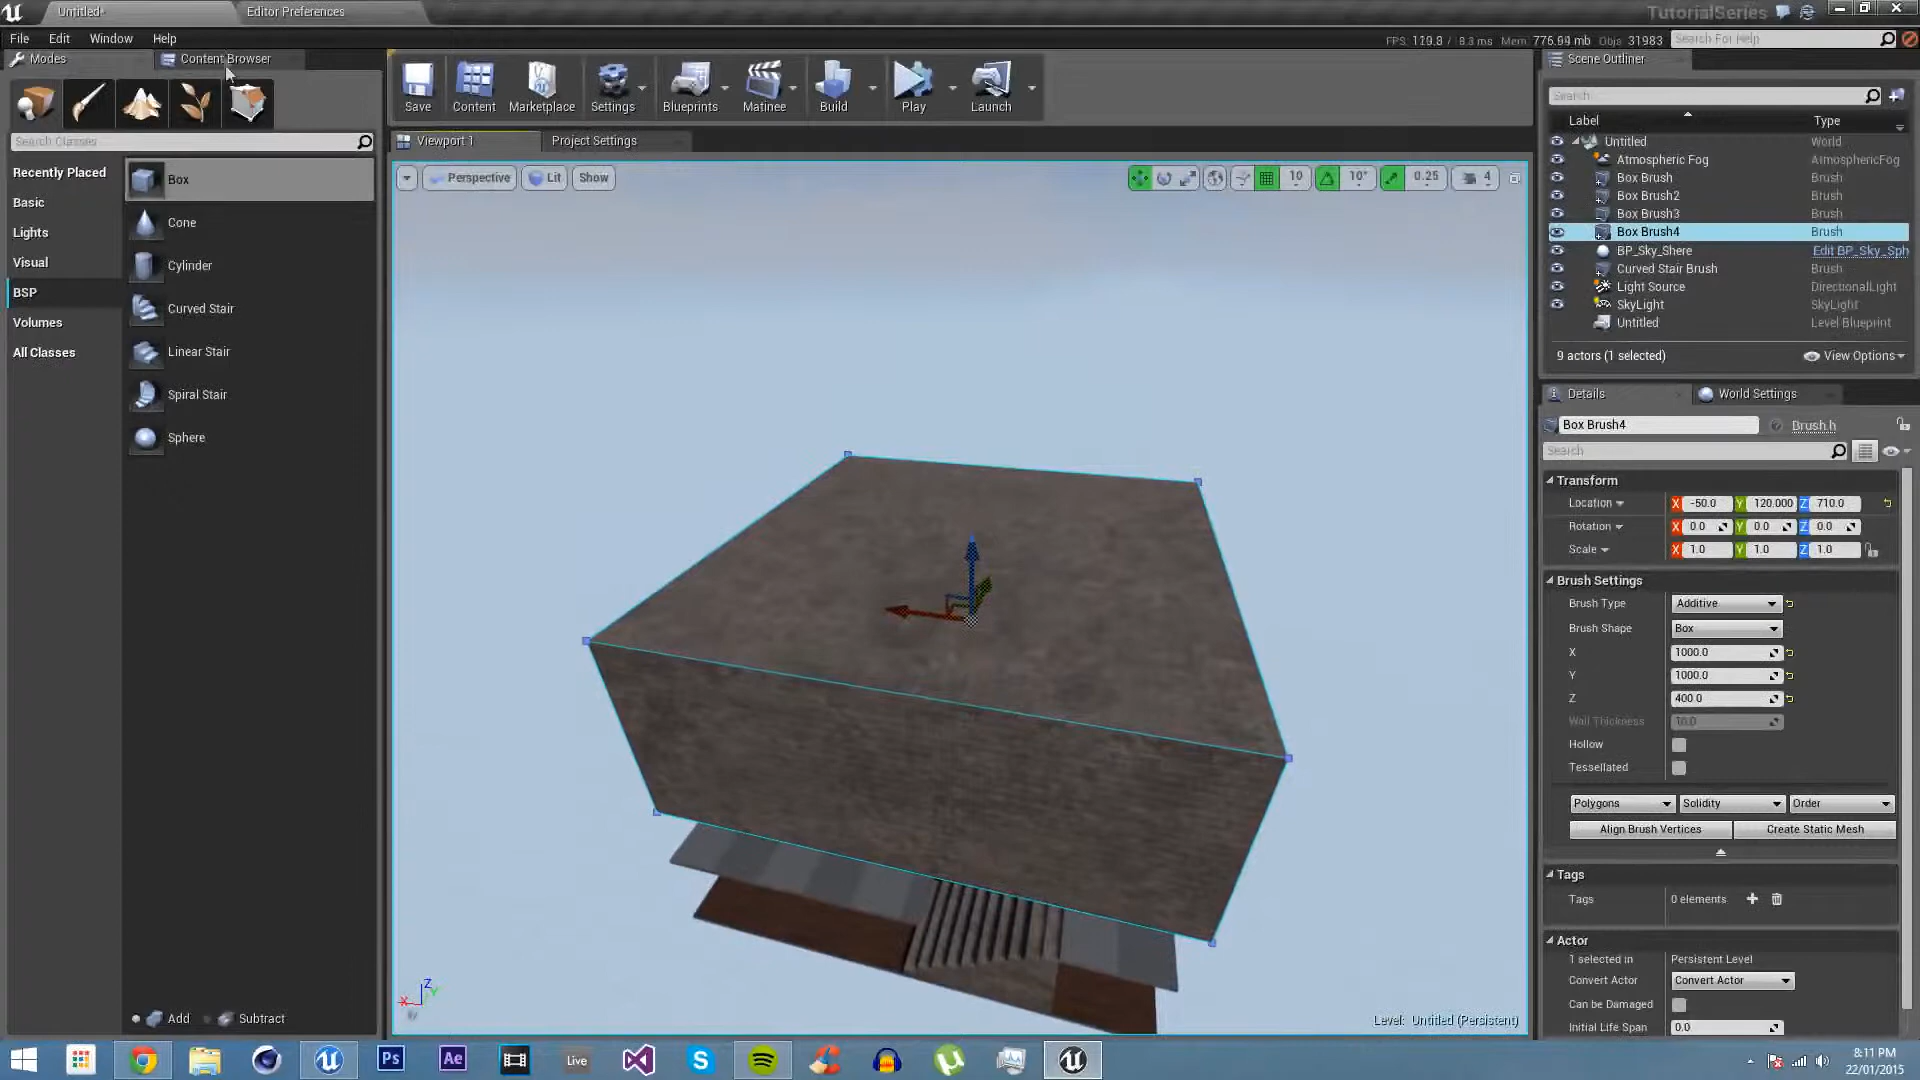 Untitled-
Editor Preferences
TutorialSeries
File Edit Window Help
FPS: 119.8 / 8.3 ms Mem: 776.64 mb Objs: 31983
Search For Help
Modes
Content Browser
Save
Content
Marketplace
Settings
Blueprints
Matinee
Build
Play
Launch
Scene Outliner
Search
Label
Type
Untitled World
Atmospheric Fog AtmosphericFog
Box Brush Brush
Box Brush2 Brush
Box Brush3 Brush
Box Brush4 Brush
BP_Sky_Shere Edit BP_Sky_Sph
Curved Stair Brush Brush
Light Source DirectionalLight
SkyLight SkyLight
Untitled Level Blueprint
9 actors (1 selected)
View Options
Search Classes
Recently Placed
Basic
Lights
Visual
BSP
Volumes
All Classes
Box
Cone
Cylinder
Curved Stair
Linear Stair
Spiral Stair
Sphere
Add
Subtract
Viewport 1
Project Settings
Perspective
Lit
Show
10
10°
0.25
4
Z
Y
X
Level: Untitled (Persistent)
Details
World Settings
Box Brush4
Brush.h
Search
Transform
Location X -50.0 Y 120.000 Z 710.0
Rotation X 0.0 Y 0.0 Z 0.0
Scale X 1.0 Y 1.0 Z 1.0
Brush Settings
Brush Type Additive
Brush Shape Box
X 1000.0
Y 1000.0
Z 400.0
Wall Thickness 10.0
Hollow
Tessellated
Polygons
Solidity
Order
Align Brush Vertices
Create Static Mesh
Tags
Tags 0 elements
Actor
1 selected in Persistent Level
Convert Actor Convert Actor
Can be Damaged
Initial Life Span 0.0
Ps
Ae
Live
S
8:11 PM
22/01/2015